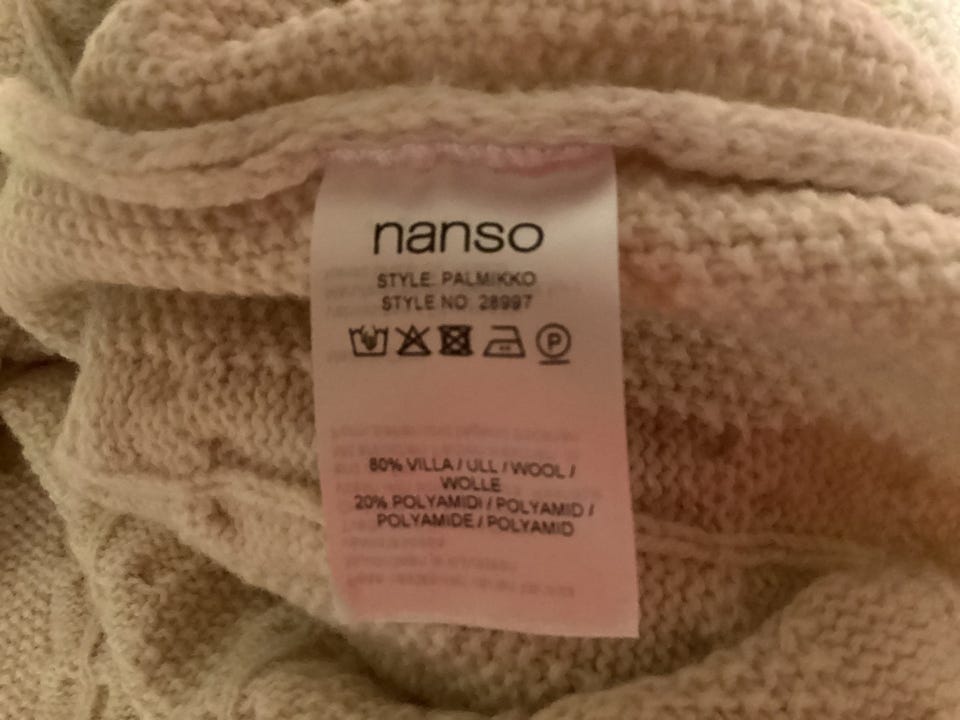 nanso
STYLE: PALMIKKO
STYLE NO: 28997
P
80% VILLA / ULL / WOOL /
WOLLE
20% POLYAMIDI / POLYAMID /
POLYAMIDE / POLYAMID